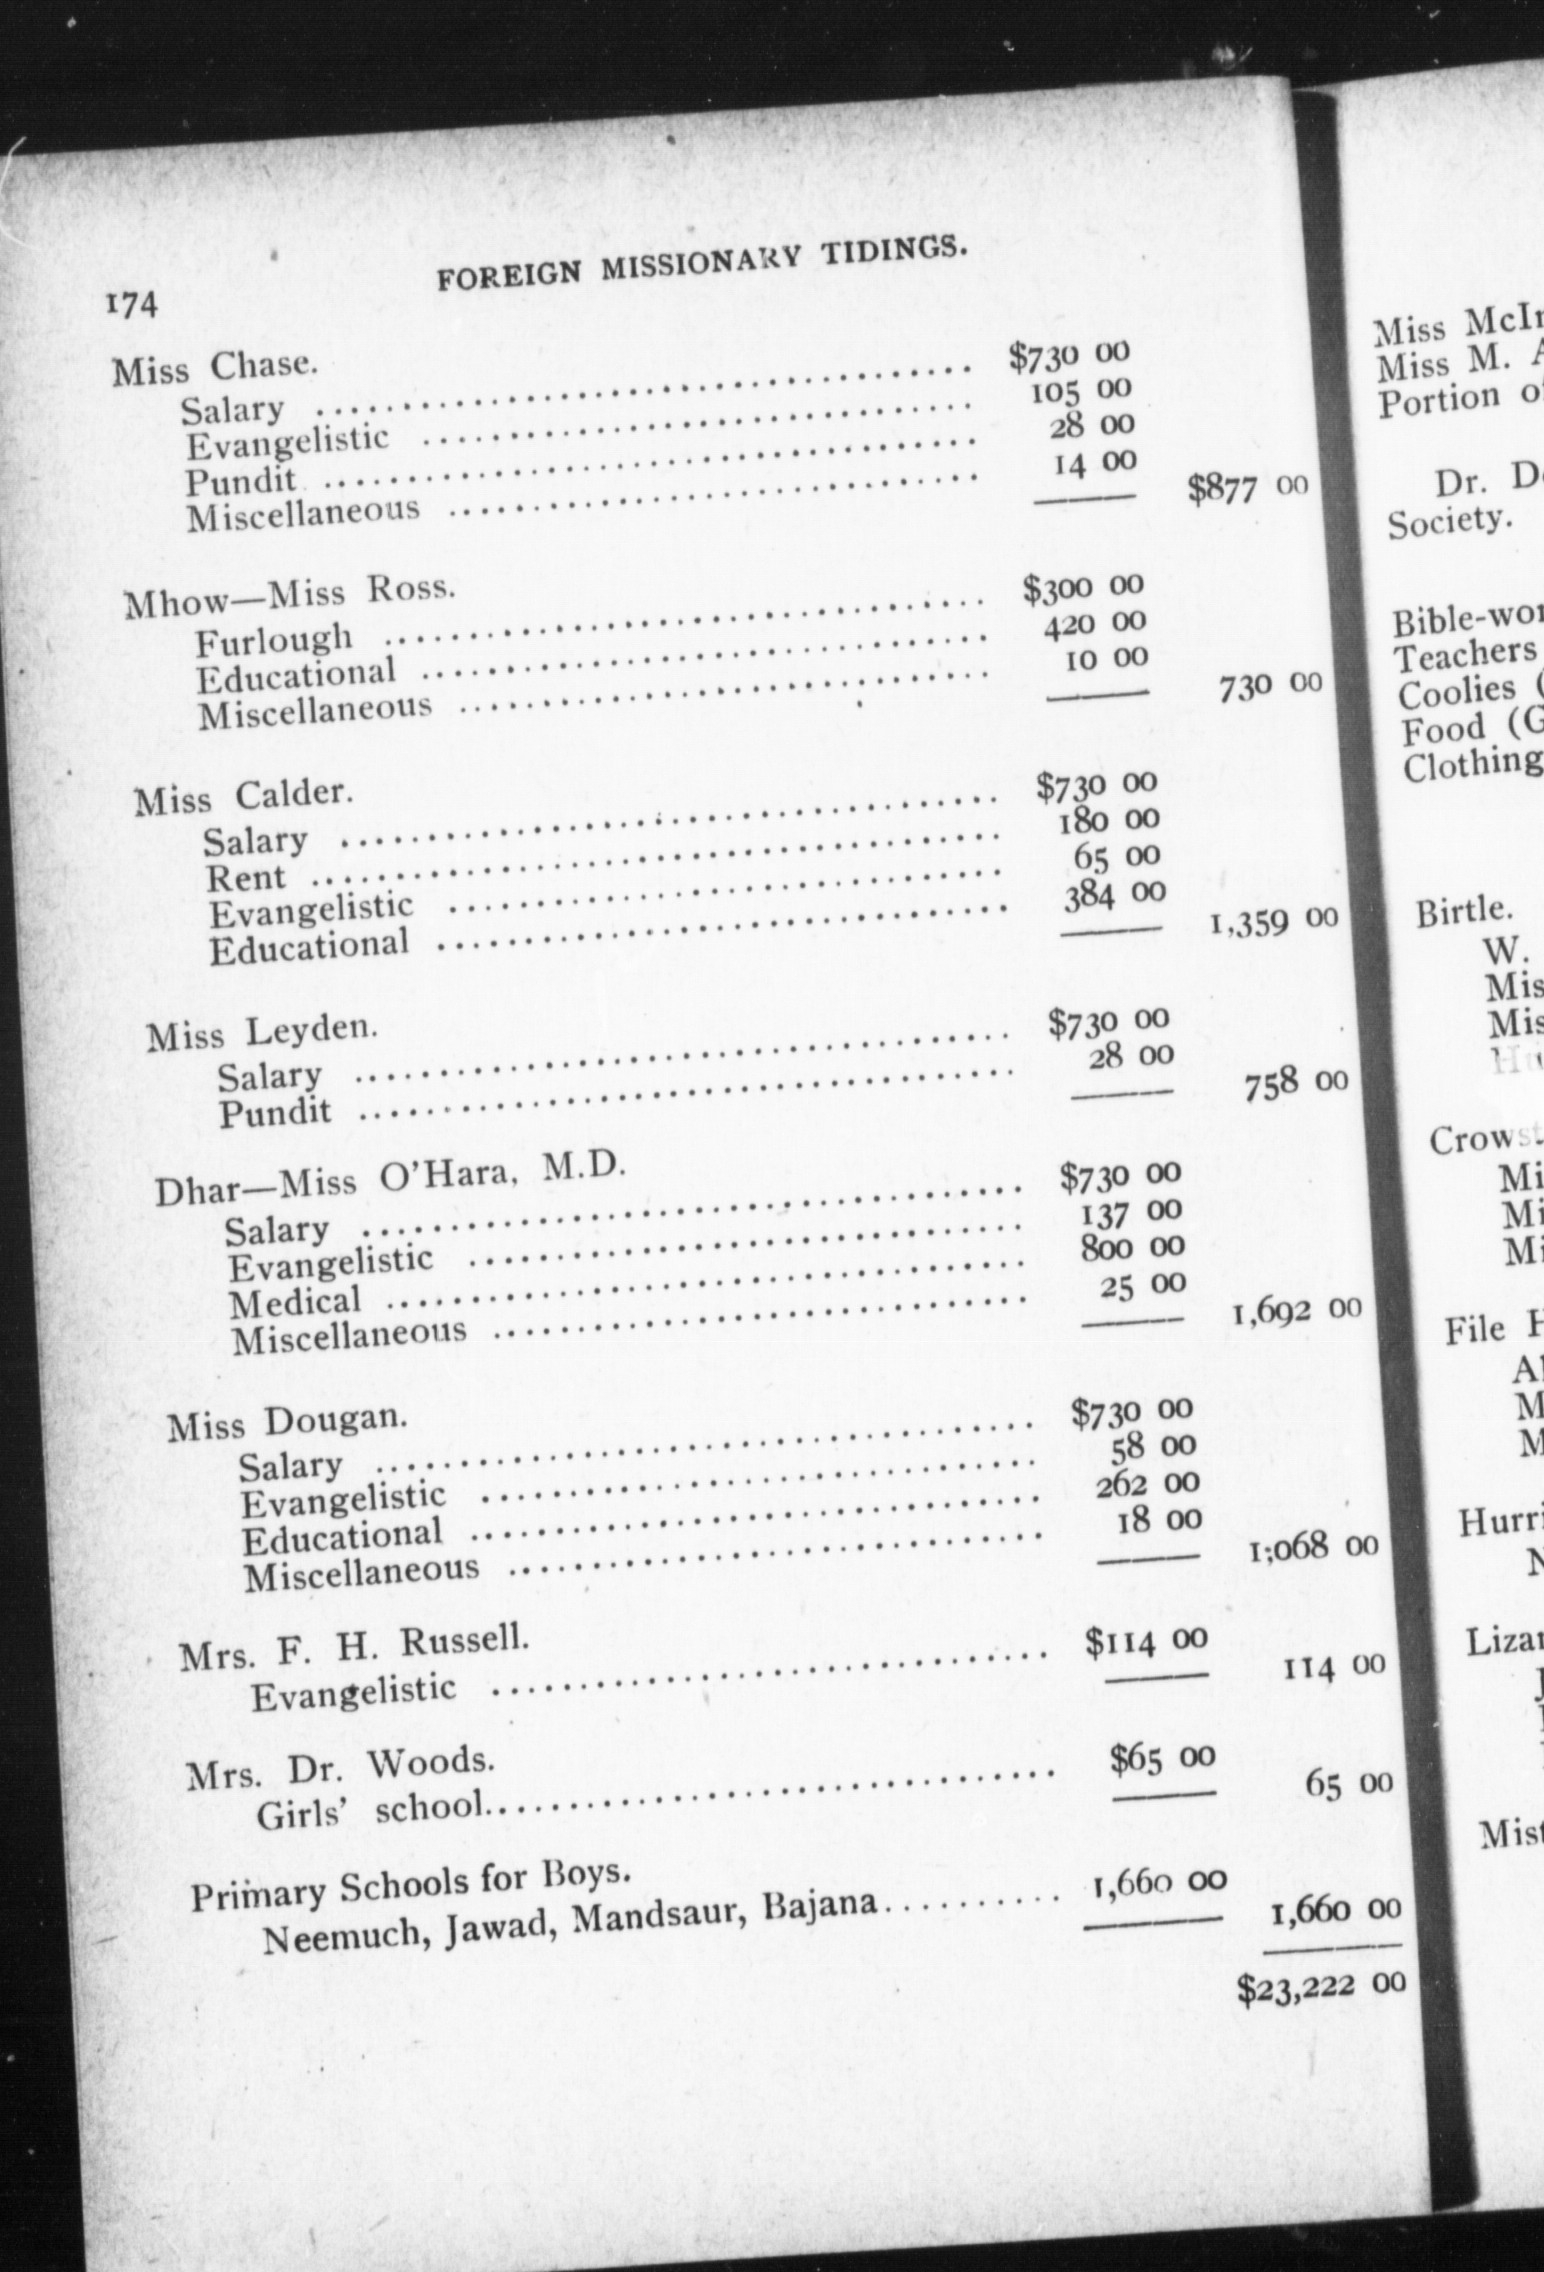 174
FOREIGN MISSIONARY TIDINGS.
Miss Chase.
Salary ........................................ $730 00
Evangelistic .................................. 105 00
Pundit ........................................ 28 00
Miscellaneous ................................. 14 00
$877 00
Mhow—Miss Ross.
Furlough ...................................... $300 00
Educational ................................... 420 00
Miscellaneous ................................. 10 00
730 00
Miss Calder.
Salary ........................................ $730 00
Rent .......................................... 180 00
Evangelistic .................................. 65 00
Educational ................................... 384 00
1,359 00
Miss Leyden.
Salary ........................................ $730 00
Pundit ........................................ 28 00
758 00
Dhar—Miss O'Hara, M.D.
Salary ........................................ $730 00
Evangelistic .................................. 137 00
Medical ....................................... 800 00
Miscellaneous ................................. 25 00
1,692 00
Miss Dougan.
Salary ........................................ $730 00
Evangelistic .................................. 58 00
Educational ................................... 262 00
Miscellaneous ................................. 18 00
1;068 00
Mrs. F. H. Russell.
Evangelistic .................................. $114 00
114 00
Mrs. Dr. Woods.
Girls' school.................................. $65 00
65 00
Primary Schools for Boys.
Neemuch, Jawad, Mandsaur, Bajana.......... 1,660 00
1,660 00
$23,222 00
Miss
Miss M.
Portion
Dr.
Society.
Teachers
Coolies (
Food (
Clothing
Birtle.
W.
File